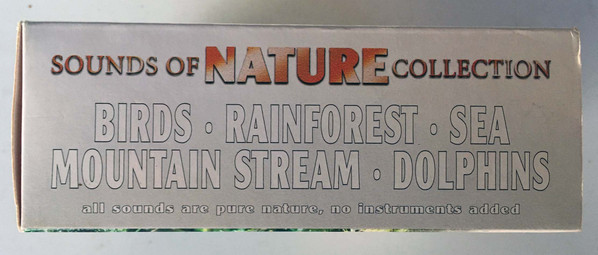 SOUNDS OF NATURE COLLECTION
BIRDS · RAINFOREST · SEA
MOUNTAIN STREAM · DOLPHINS
all sounds are pure nature, no instruments added